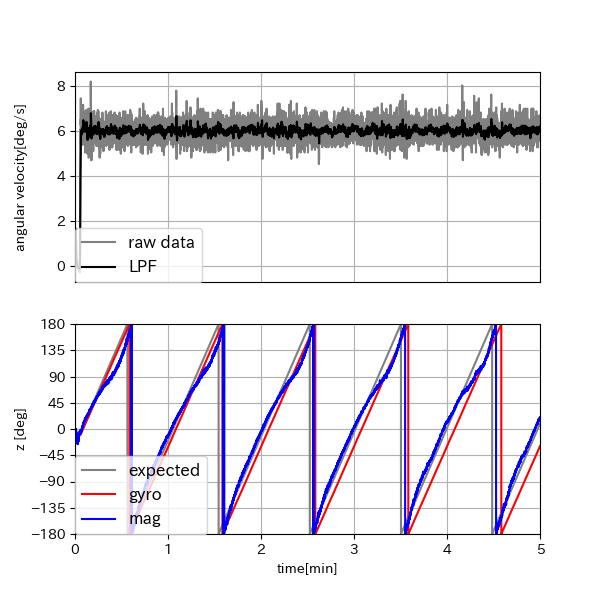 8
6
4
2
0
angular velocity[deg/s]
raw data
LPF
180
135
90
45
0
−45
−90
−135
−180
z [deg]
expected
gyro
mag
0 1 2 3 4 5
time[min]